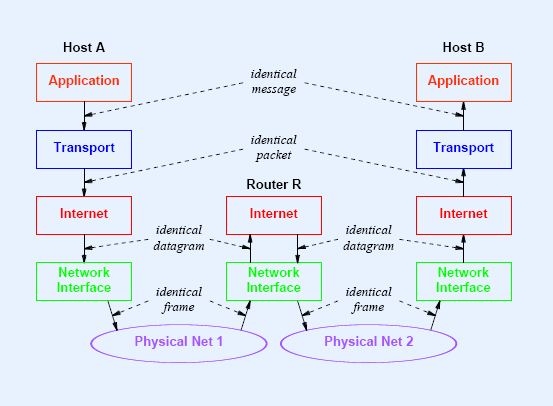 Host A
Host B
Application
identical
message
Application
Transport
identical
packet
Transport
Router R
Internet
Internet
Internet
identical
datagram
identical
datagram
Network
Interface
Network
Interface
Network
Interface
identical
frame
identical
frame
Physical Net 1
Physical Net 2